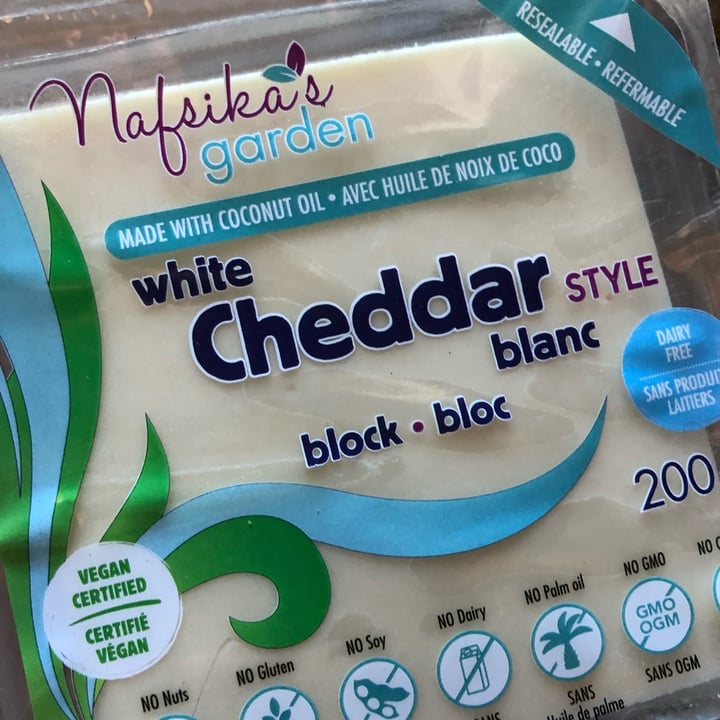 RESEALABLE • REFERMABLE
Nafsika's
garden
MADE WITH COCONUT OIL • AVEC HUILE DE NOIX DE COCO
white
Cheddar STYLE
blanc
block • bloc
DAIRY
FREE
SANS PRODUI
LAITIERS
200
VEGAN
CERTIFIED
CERTIFIÉ
VÉGAN
NO Nuts
NO Gluten
NO Soy
NO Dairy
NO Palm oil
SANS
Huile de palme
NO GMO
GMO
OGM
SANS OGM
NO